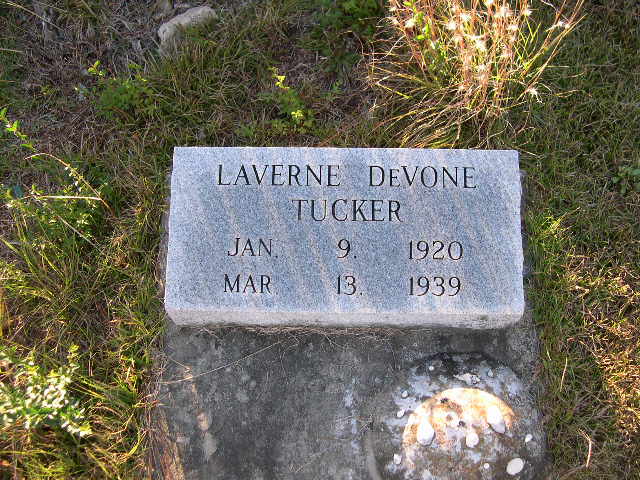 LAVERNE DeVONE
TUCKER
JAN. 9. 1920
MAR 13. 1939